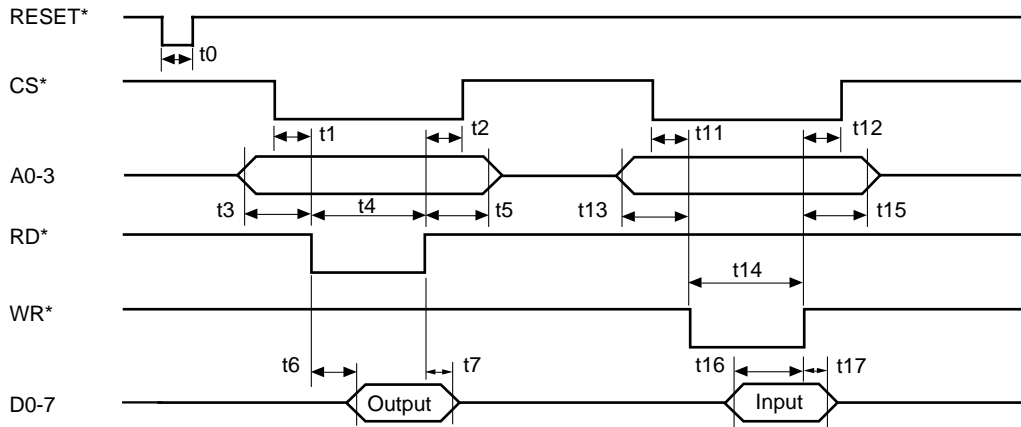 RESET*
t0
CS*
t1
t2
t11
t12
A0-3
t3
t4
t5
t13
t15
RD*
t14
WR*
t6
t7
t16
t17
D0-7
Output
Input